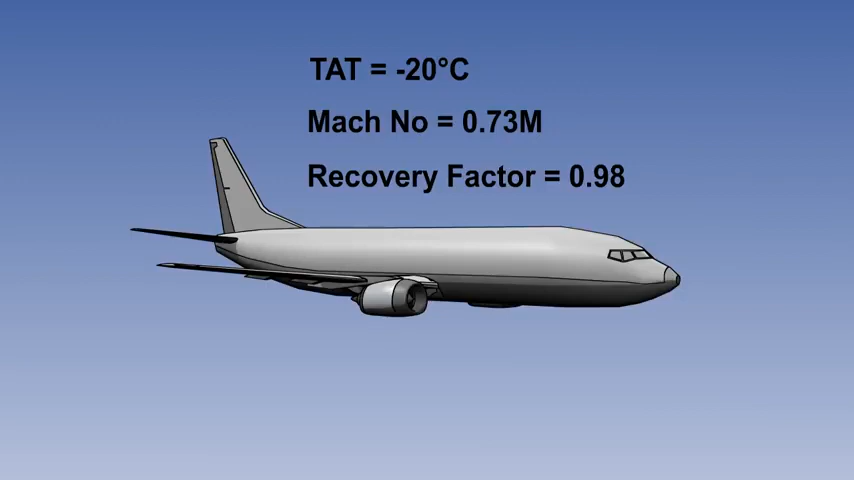 TAT = -20°C
Mach No = 0.73M
Recovery Factor = 0.98